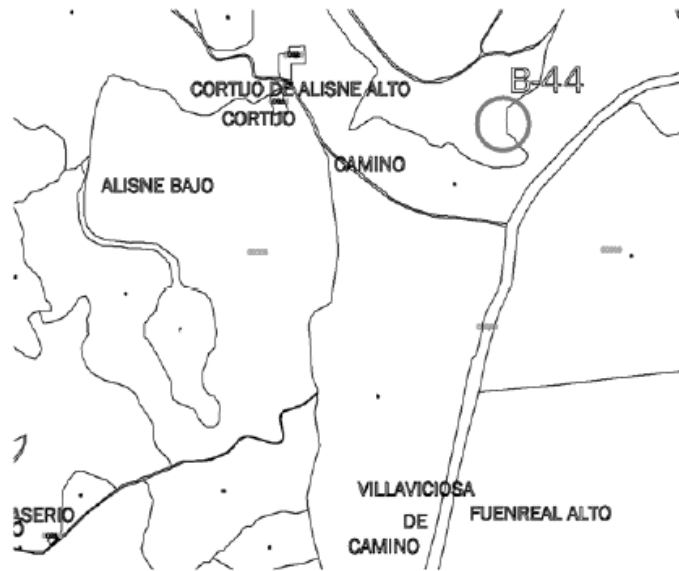 B-44
CORTIJO DE ALISNE ALTO
CORTIJO
CAMINO
ALISNE BAJO
VILLAVICIOSA
DE
CAMINO
FUENREAL ALTO
ASERIO